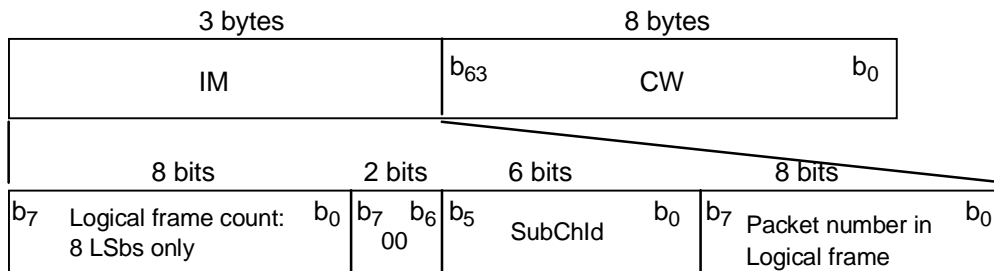 3 bytes 8 bytes
IM b63 CW b0
8 bits 2 bits 6 bits 8 bits
b7 Logical frame count: b0 b7 b6 b5 SubChId b0 b7 Packet number in b0
8 LSbs only 00 Logical frame